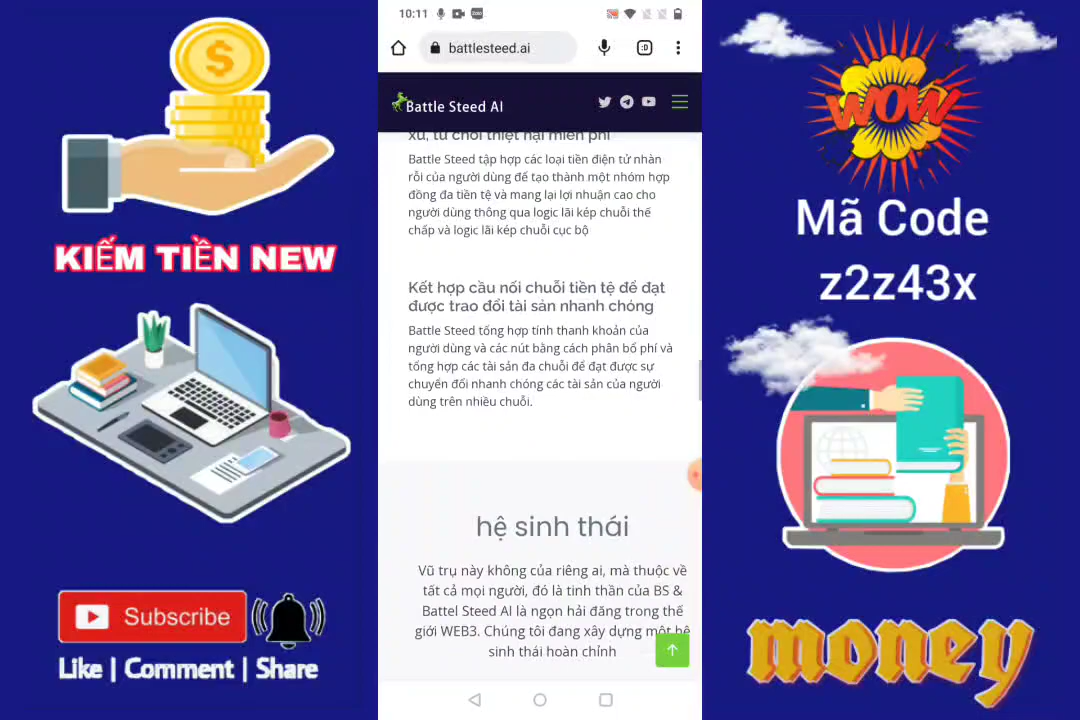 KIẾM TIỀN NEW
Subscribe
Like | Comment | Share
10:11
battlesteed.ai
:D
Battle Steed AI
xu, từ chối thiệt hại miễn phí
Battle Steed tập hợp các loại tiền điện tử nhàn
rỗi của người dùng để tạo thành một nhóm hợp
đồng đa tiền tệ và mang lại lợi nhuận cao cho
người dùng thông qua logic lãi kép chuỗi thế
chấp và logic lãi kép chuỗi cục bộ
Kết hợp cầu nối chuỗi tiền tệ để đạt
được trao đổi tài sản nhanh chóng
Battle Steed tổng hợp tính thanh khoản của
người dùng và các nút bằng cách phân bổ phí và
tổng hợp các tài sản đa chuỗi để đạt được sự
chuyển đổi nhanh chóng các tài sản của người
dùng trên nhiều chuỗi.
hệ sinh thái
Vũ trụ này không của riêng ai, mà thuộc về
tất cả mọi người, đó là tinh thần của BS &
Battel Steed AI là ngọn hải đăng trong thế
giới WEB3. Chúng tôi đang xây dựng một hệ
sinh thái hoàn chỉnh
WOW
Mã Code
z2z43x
money